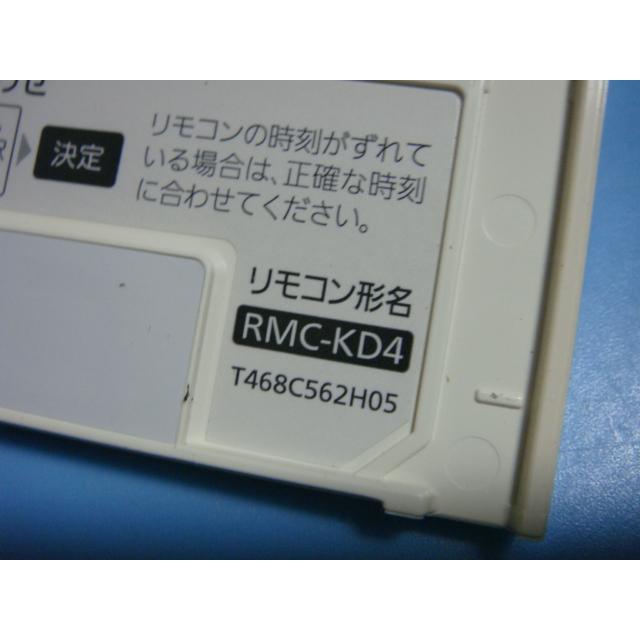 決定
リモコンの時刻がずれて
いる場合は、正確な時刻
に合わせてください。
リモコン形名
RMC-KD4
T468C562H05